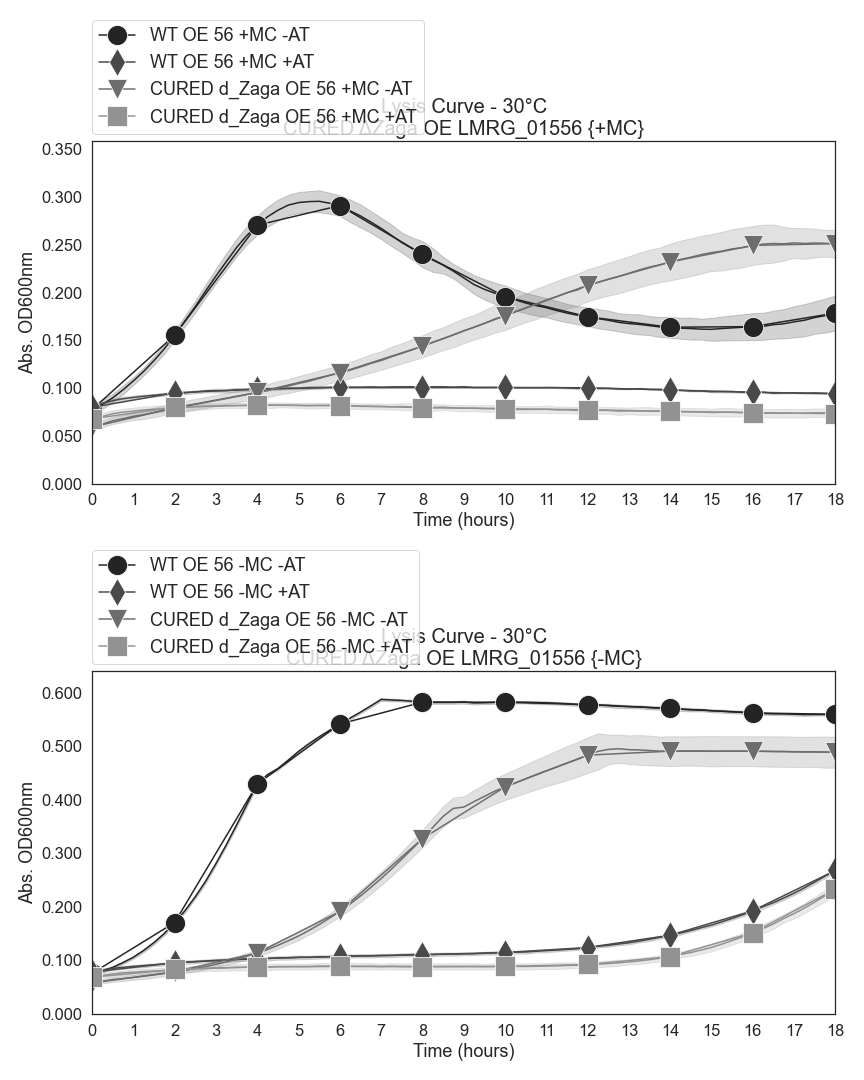 WT OE 56 +MC -AT
WT OE 56 +MC +AT
CURED d_Zaga OE 56 +MC -AT
CURED d_Zaga OE 56 +MC +AT
Lysis Curve - 30°C
CURED ΔZaga OE LMRG_01556 {+MC}
Abs. OD600nm
0.350
0.300
0.250
0.200
0.150
0.100
0.050
0.000
0 1 2 3 4 5 6 7 8 9 10 11 12 13 14 15 16 17 18
Time (hours)
WT OE 56 -MC -AT
WT OE 56 -MC +AT
CURED d_Zaga OE 56 -MC -AT
CURED d_Zaga OE 56 -MC +AT
Lysis Curve - 30°C
CURED ΔZaga OE LMRG_01556 {-MC}
Abs. OD600nm
0.600
0.500
0.400
0.300
0.200
0.100
0.000
0 1 2 3 4 5 6 7 8 9 10 11 12 13 14 15 16 17 18
Time (hours)